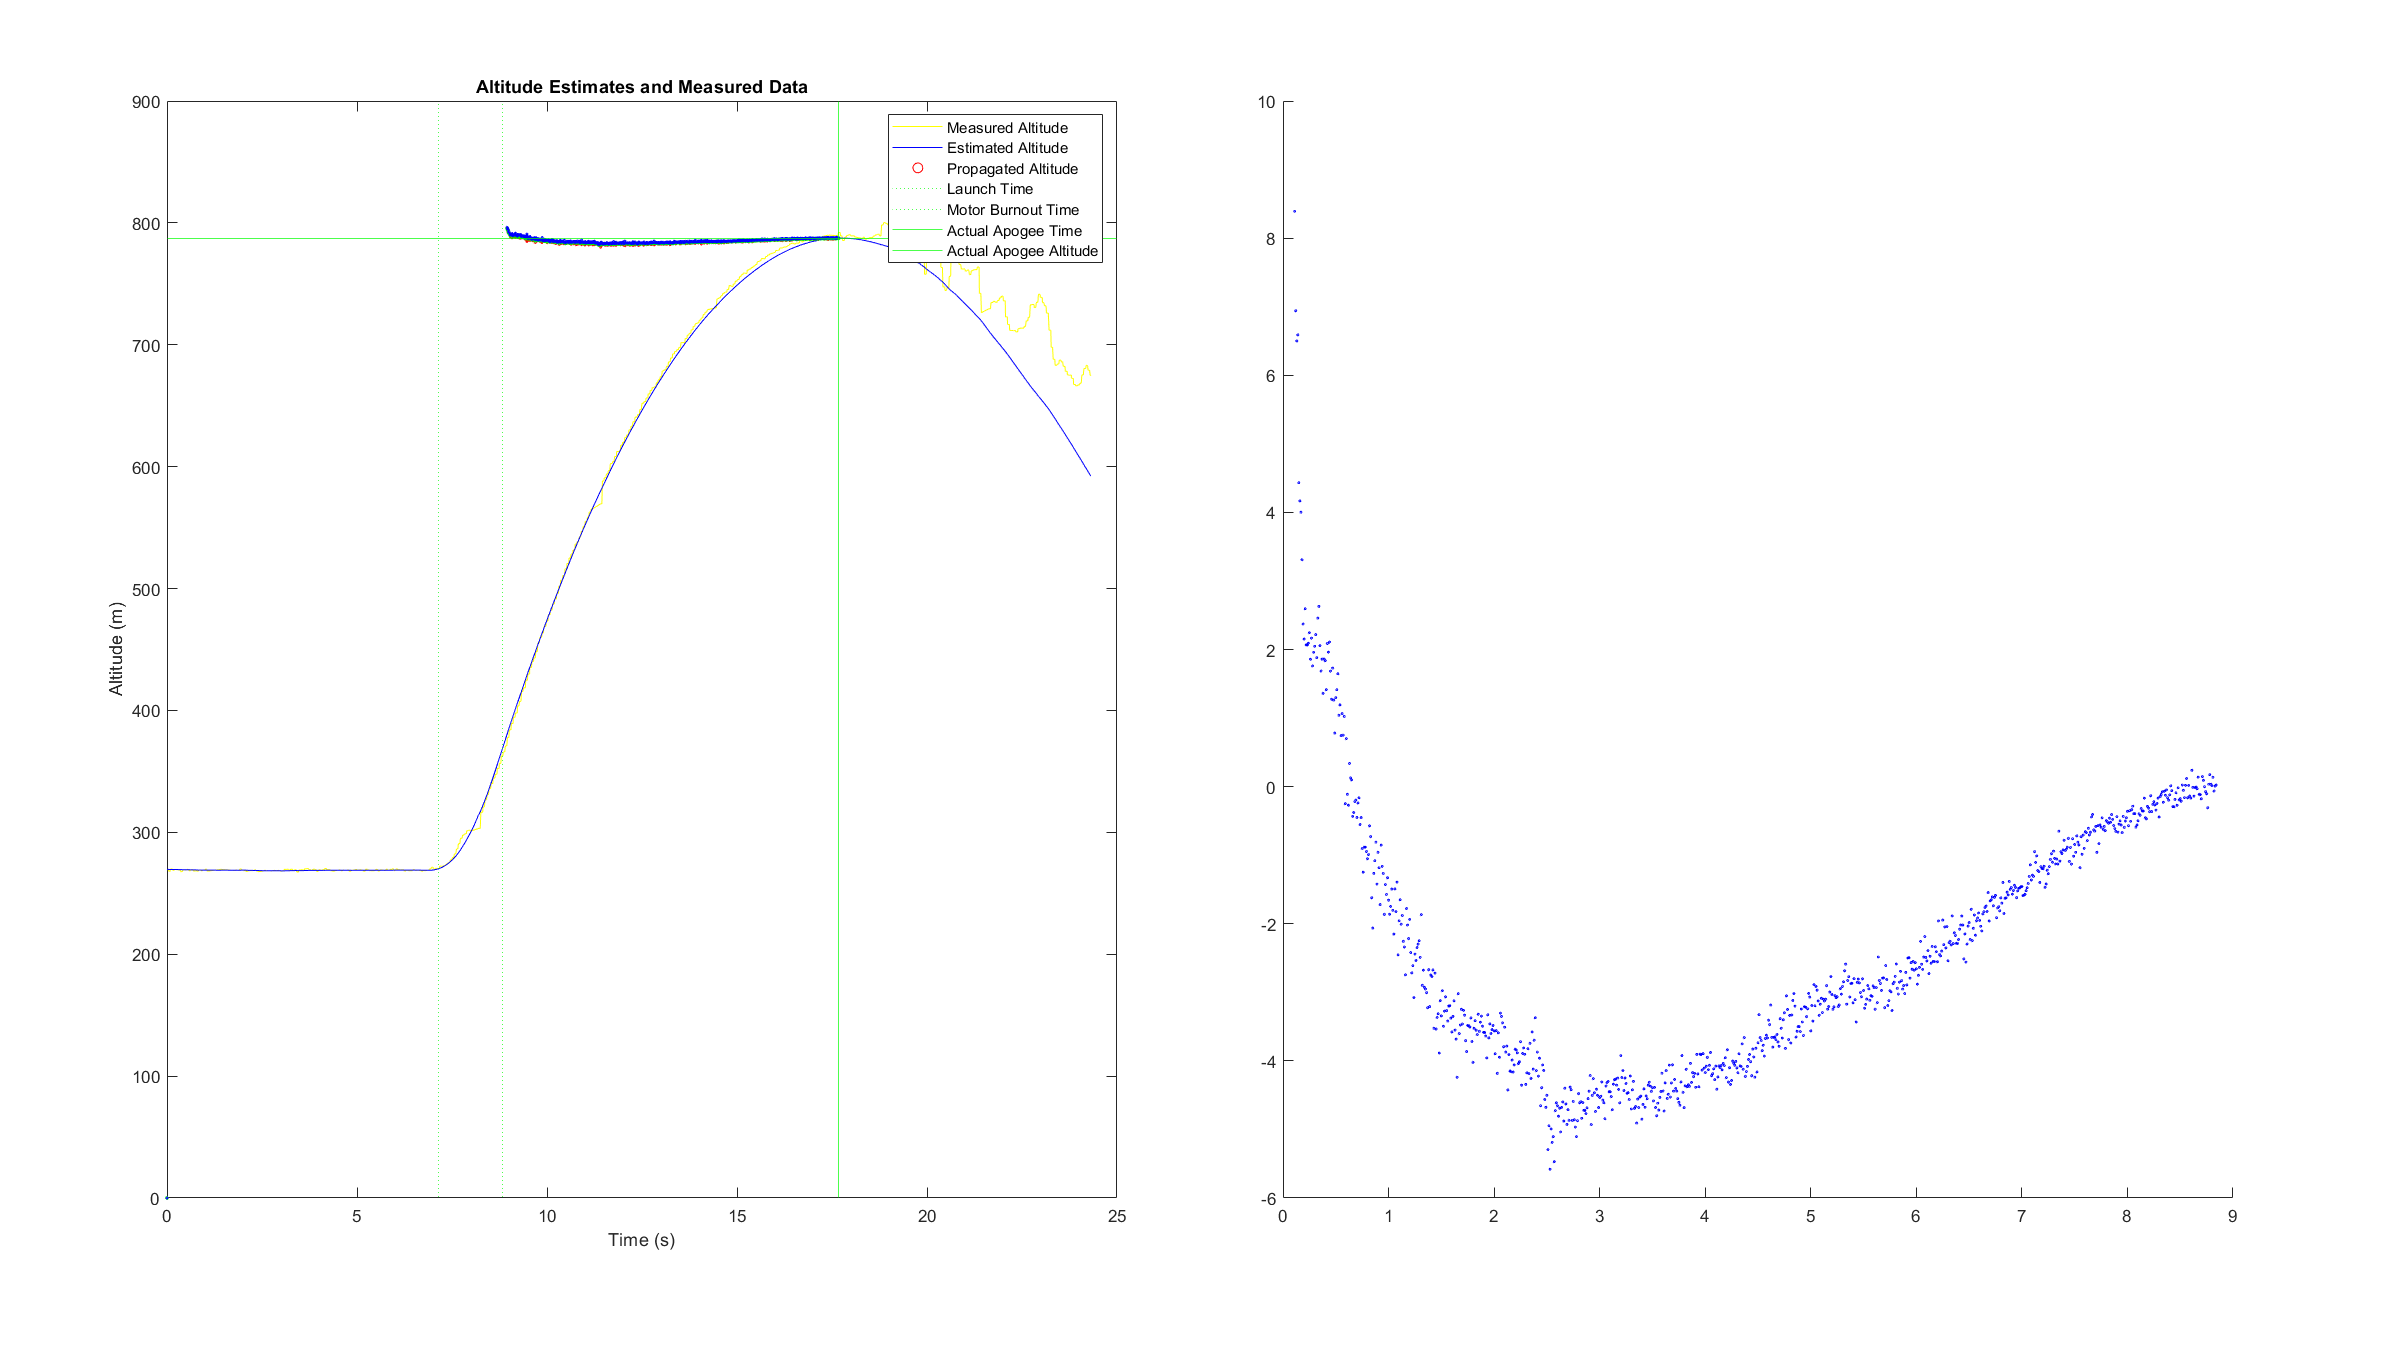 Altitude Estimates and Measured Data
900
800
700
600
500
400
300
200
100
0
Altitude (m)
0 5 10 15 20 25
Time (s)
Measured Altitude
Estimated Altitude
Propagated Altitude
Launch Time
Motor Burnout Time
Actual Apogee Time
Actual Apogee Altitude
10
8
6
4
2
0
-2
-4
-6
0 1 2 3 4 5 6 7 8 9